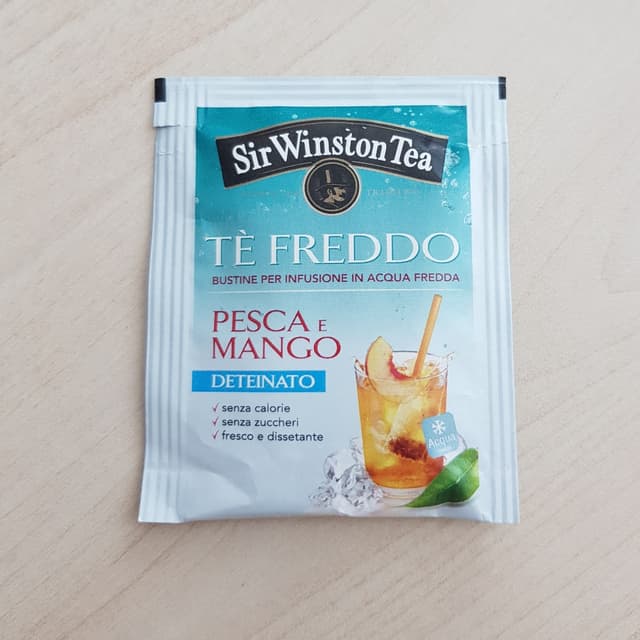 Sir Winston Tea
TÈ FREDDO
BUSTINE PER INFUSIONE IN ACQUA FREDDA
PESCA E
MANGO
DETEINATO
√ senza calorie
√ senza zuccheri
√ fresco e dissetante
Acqua